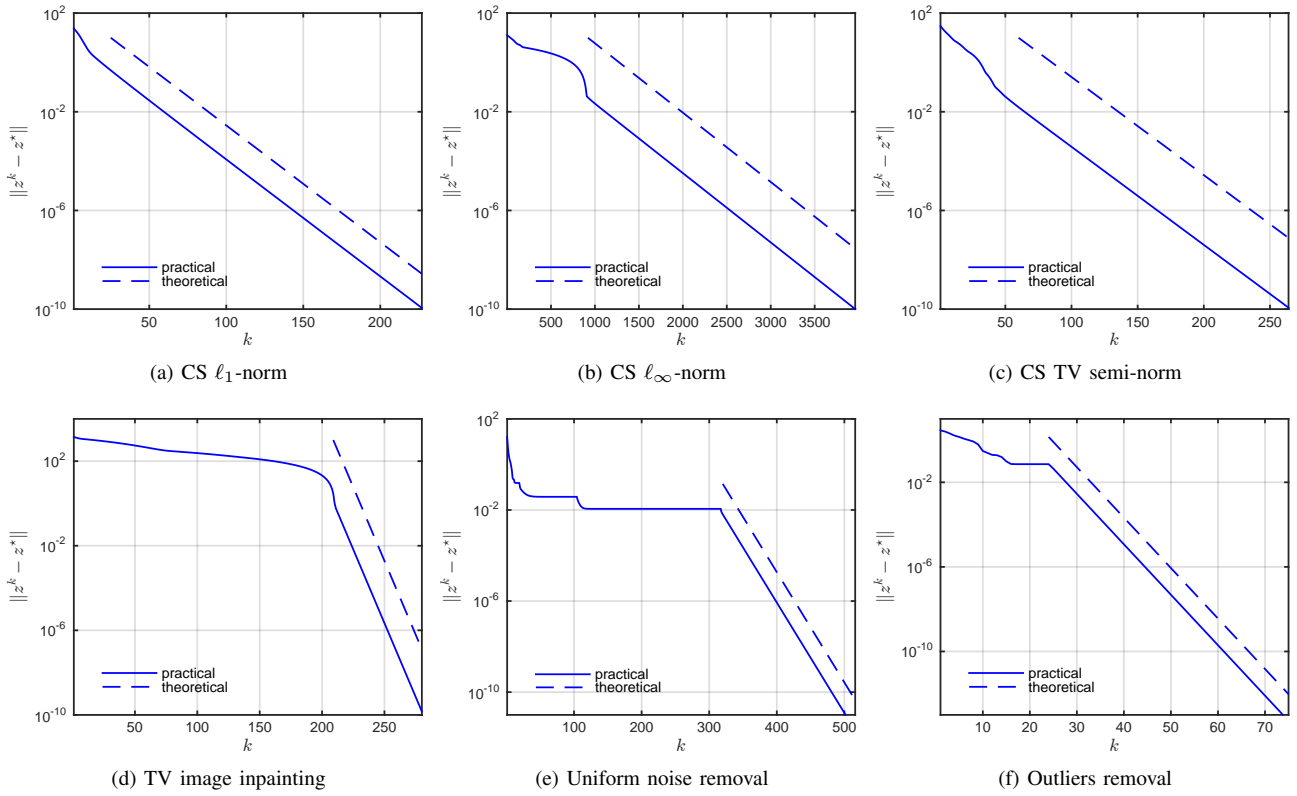 10^2
10^-2
10^-6
10^-10
50 100 150 200
‖z^k − z^⋆‖
k
practical
theoretical
(a) CS ℓ1-norm
10^2
10^-2
10^-6
10^-10
500 1000 1500 2000 2500 3000 3500
‖z^k − z^⋆‖
k
practical
theoretical
(b) CS ℓ∞-norm
10^2
10^-2
10^-6
10^-10
50 100 150 200 250
‖z^k − z^⋆‖
k
practical
theoretical
(c) CS TV semi-norm
10^2
10^-2
10^-6
10^-10
50 100 150 200 250
‖z^k − z^⋆‖
k
practical
theoretical
(d) TV image inpainting
10^2
10^-2
10^-6
10^-10
100 200 300 400 500
‖z^k − z^⋆‖
k
practical
theoretical
(e) Uniform noise removal
10^-2
10^-6
10^-10
10 20 30 40 50 60 70
‖z^k − z^⋆‖
k
practical
theoretical
(f) Outliers removal